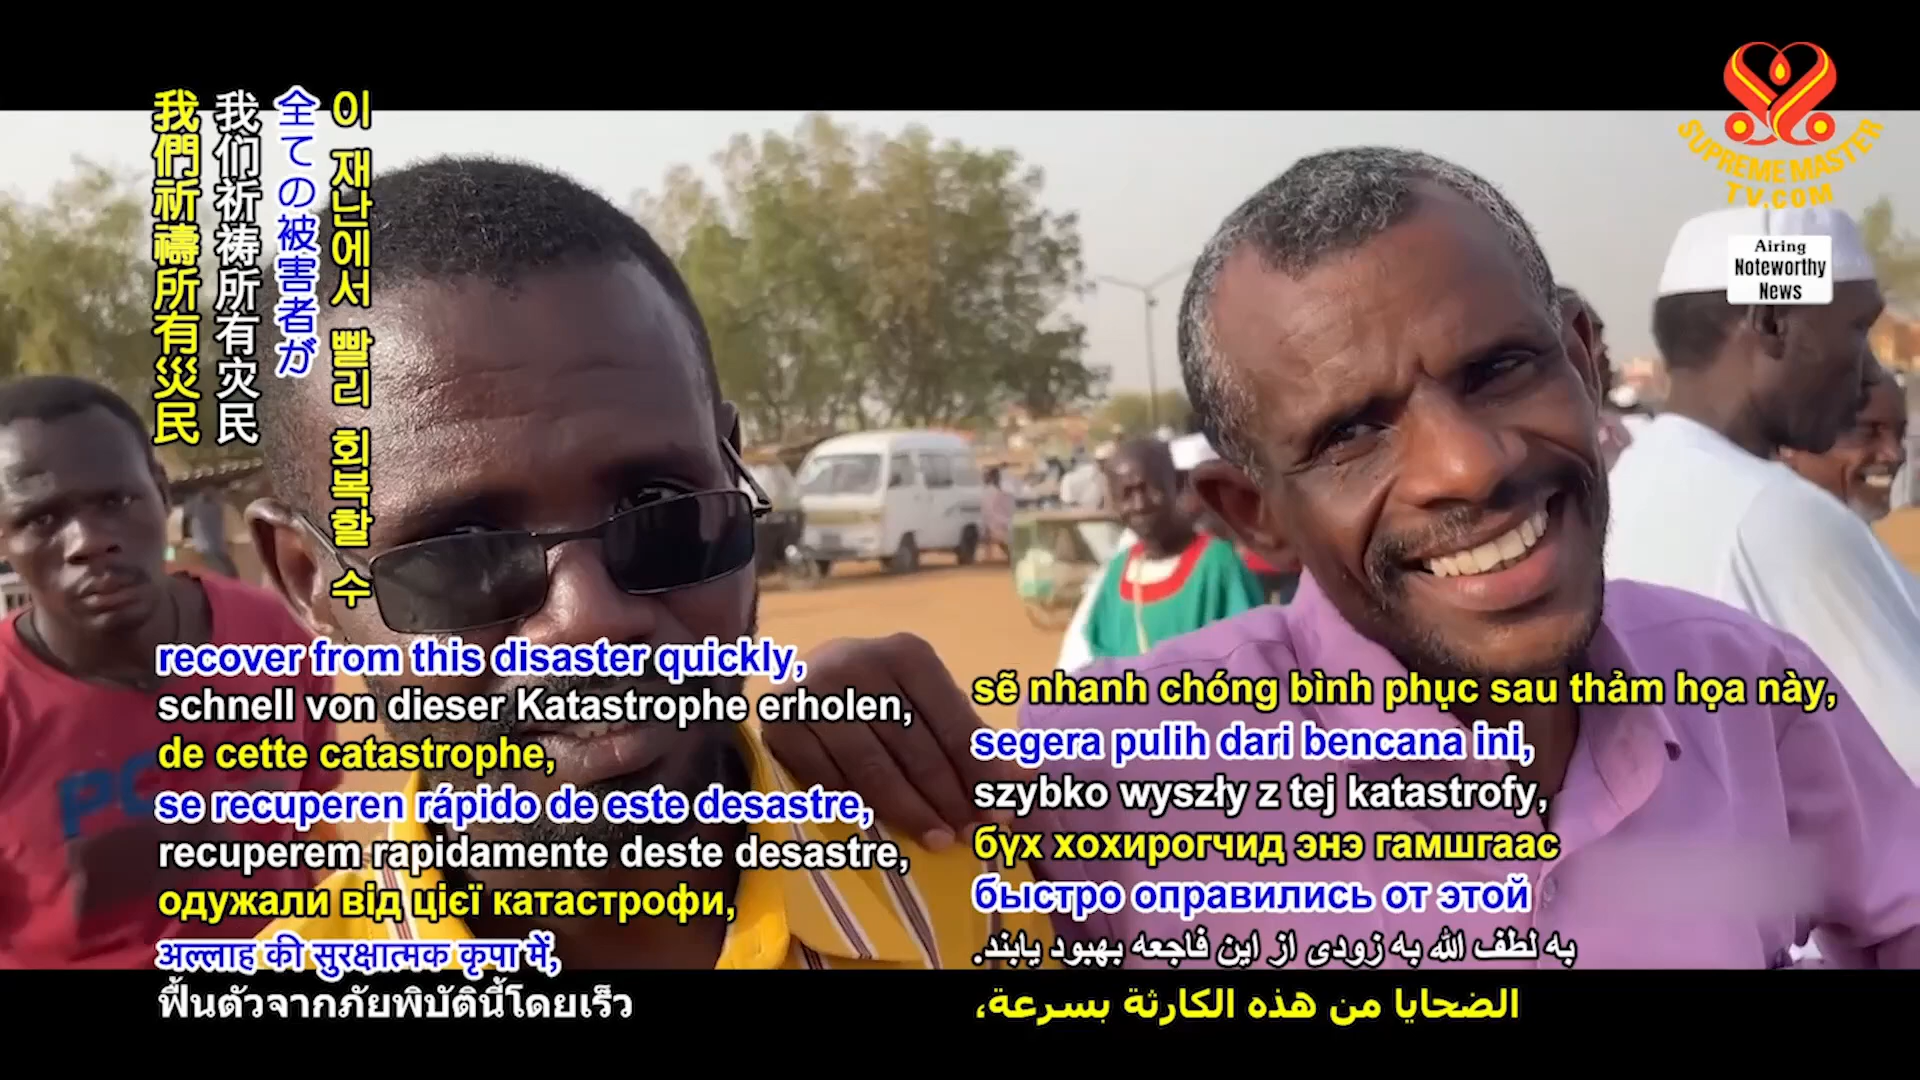 我們祈禱所有災民
我们祈祷所有灾民
全ての被害者が
이 재난에서 빨리 회복할 수
recover from this disaster quickly,
schnell von dieser Katastrophe erholen,
de cette catastrophe,
se recuperen rápido de este desastre,
recuperem rapidamente deste desastre,
одужали від цієї катастрофи,
अल्लाह की सुरक्षात्मक कृपा में,
ฟื้นตัวจากภัยพิบัตินี้โดยเร็ว
sẽ nhanh chóng bình phục sau thảm họa này,
segera pulih dari bencana ini,
szybko wyszły z tej katastrofy,
бүх хохирогчид энэ гамшгаас
быстро оправились от этой
به لطف الله به زودی از این فاجعه بهبود یابند.
الضحايا من هذه الكارثة بسرعة،
SUPREME MASTER
TV.COM
Airing
Noteworthy
News
PO